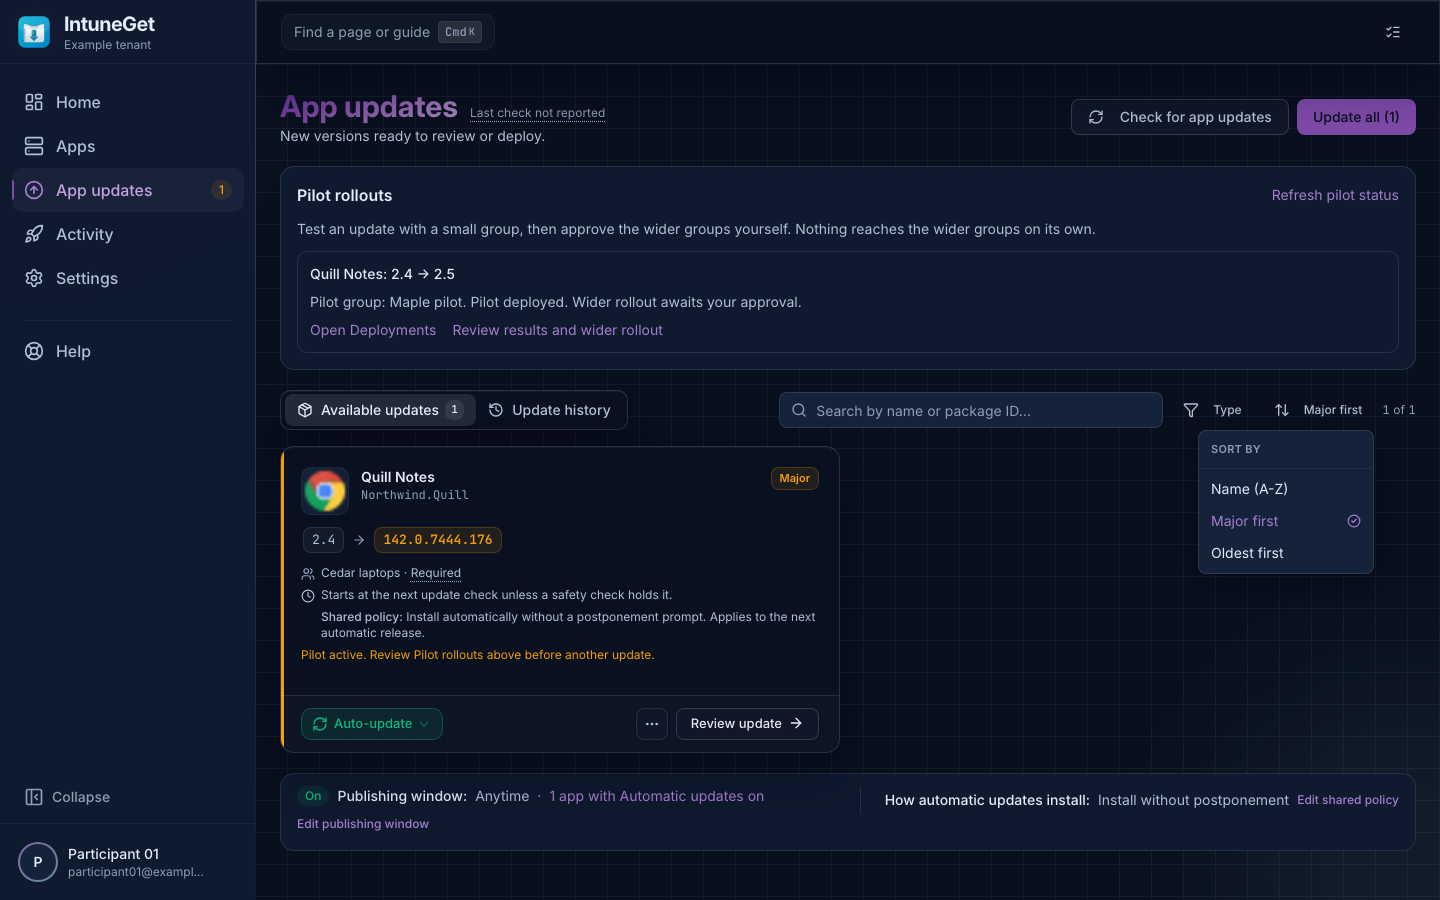 IntuneGet
Example tenant
Find a page or guide Cmd K
Home
Apps
App updates 1
Activity
Settings
Help
Collapse
P
Participant 01
participant01@exampl...
App updates Last check not reported
New versions ready to review or deploy.
Check for app updates
Update all (1)
Pilot rollouts
Refresh pilot status
Test an update with a small group, then approve the wider groups yourself. Nothing reaches the wider groups on its own.
Quill Notes: 2.4 → 2.5
Pilot group: Maple pilot. Pilot deployed. Wider rollout awaits your approval.
Open Deployments Review results and wider rollout
Available updates 1 Update history
Search by name or package ID...
Type Major first 1 of 1
SORT BY
Name (A-Z)
Major first
Oldest first
Quill Notes
Northwind.Quill
Major
2.4 → 142.0.7444.176
Cedar laptops · Required
Starts at the next update check unless a safety check holds it.
Shared policy: Install automatically without a postponement prompt. Applies to the next
automatic release.
Pilot active. Review Pilot rollouts above before another update.
Auto-update
Review update →
On Publishing window: Anytime · 1 app with Automatic updates on
Edit publishing window
How automatic updates install: Install without postponement Edit shared policy